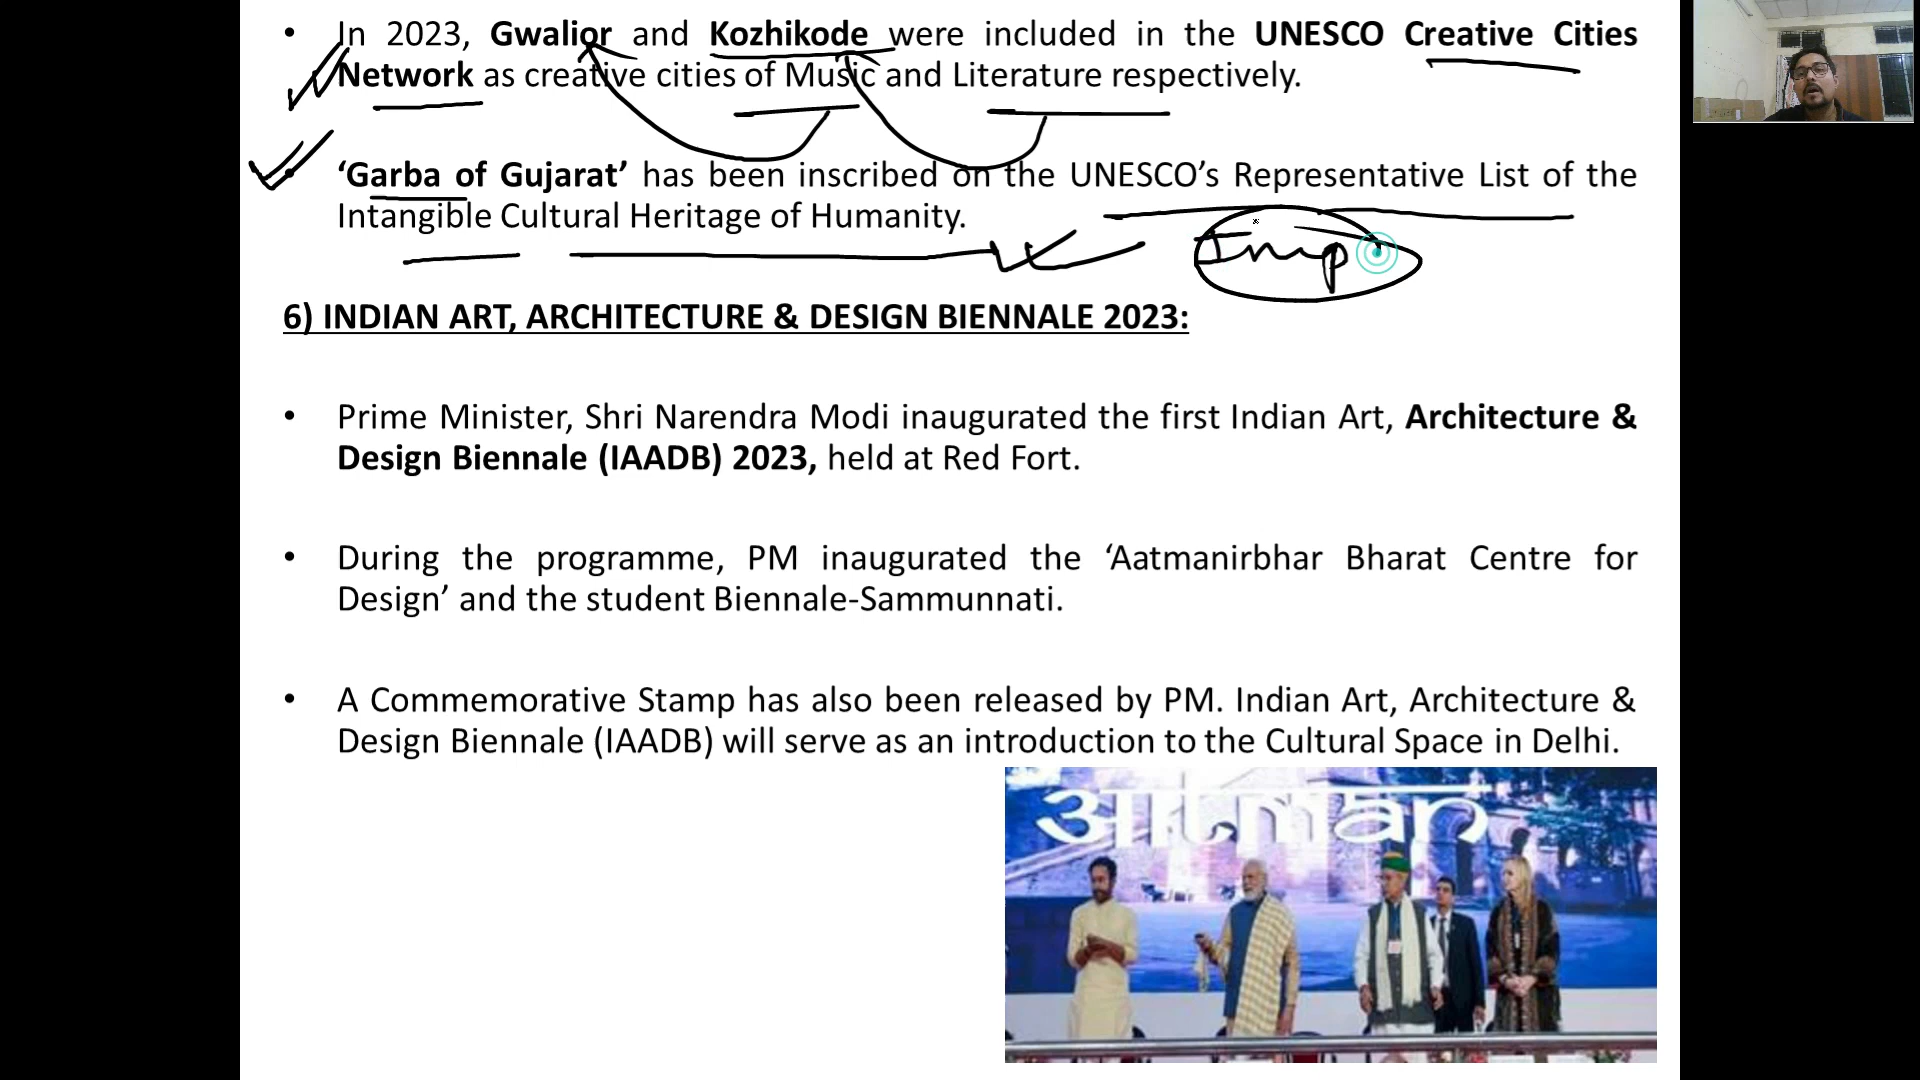 • In 2023, Gwalior and Kozhikode were included in the UNESCO Creative Cities
Network as creative cities of Music and Literature respectively.
• ‘Garba of Gujarat’ has been inscribed on the UNESCO’s Representative List of the
Intangible Cultural Heritage of Humanity.
Imp
6) INDIAN ART, ARCHITECTURE & DESIGN BIENNALE 2023:
• Prime Minister, Shri Narendra Modi inaugurated the first Indian Art, Architecture &
Design Biennale (IAADB) 2023, held at Red Fort.
• During the programme, PM inaugurated the ‘Aatmanirbhar Bharat Centre for
Design’ and the student Biennale-Sammunnati.
• A Commemorative Stamp has also been released by PM. Indian Art, Architecture &
Design Biennale (IAADB) will serve as an introduction to the Cultural Space in Delhi.